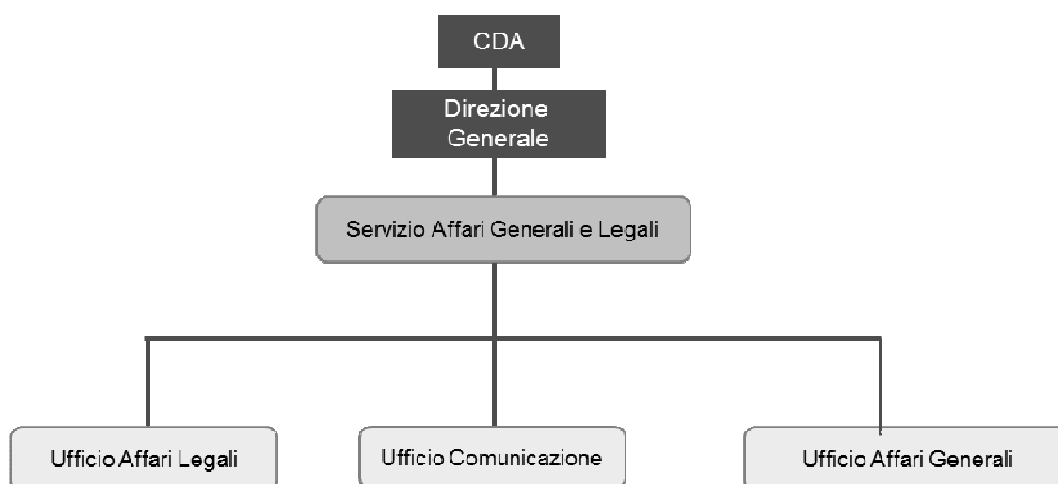 CDA
Direzione
Generale
Servizio Affari Generali e Legali
Ufficio Affari Legali
Ufficio Comunicazione
Ufficio Affari Generali